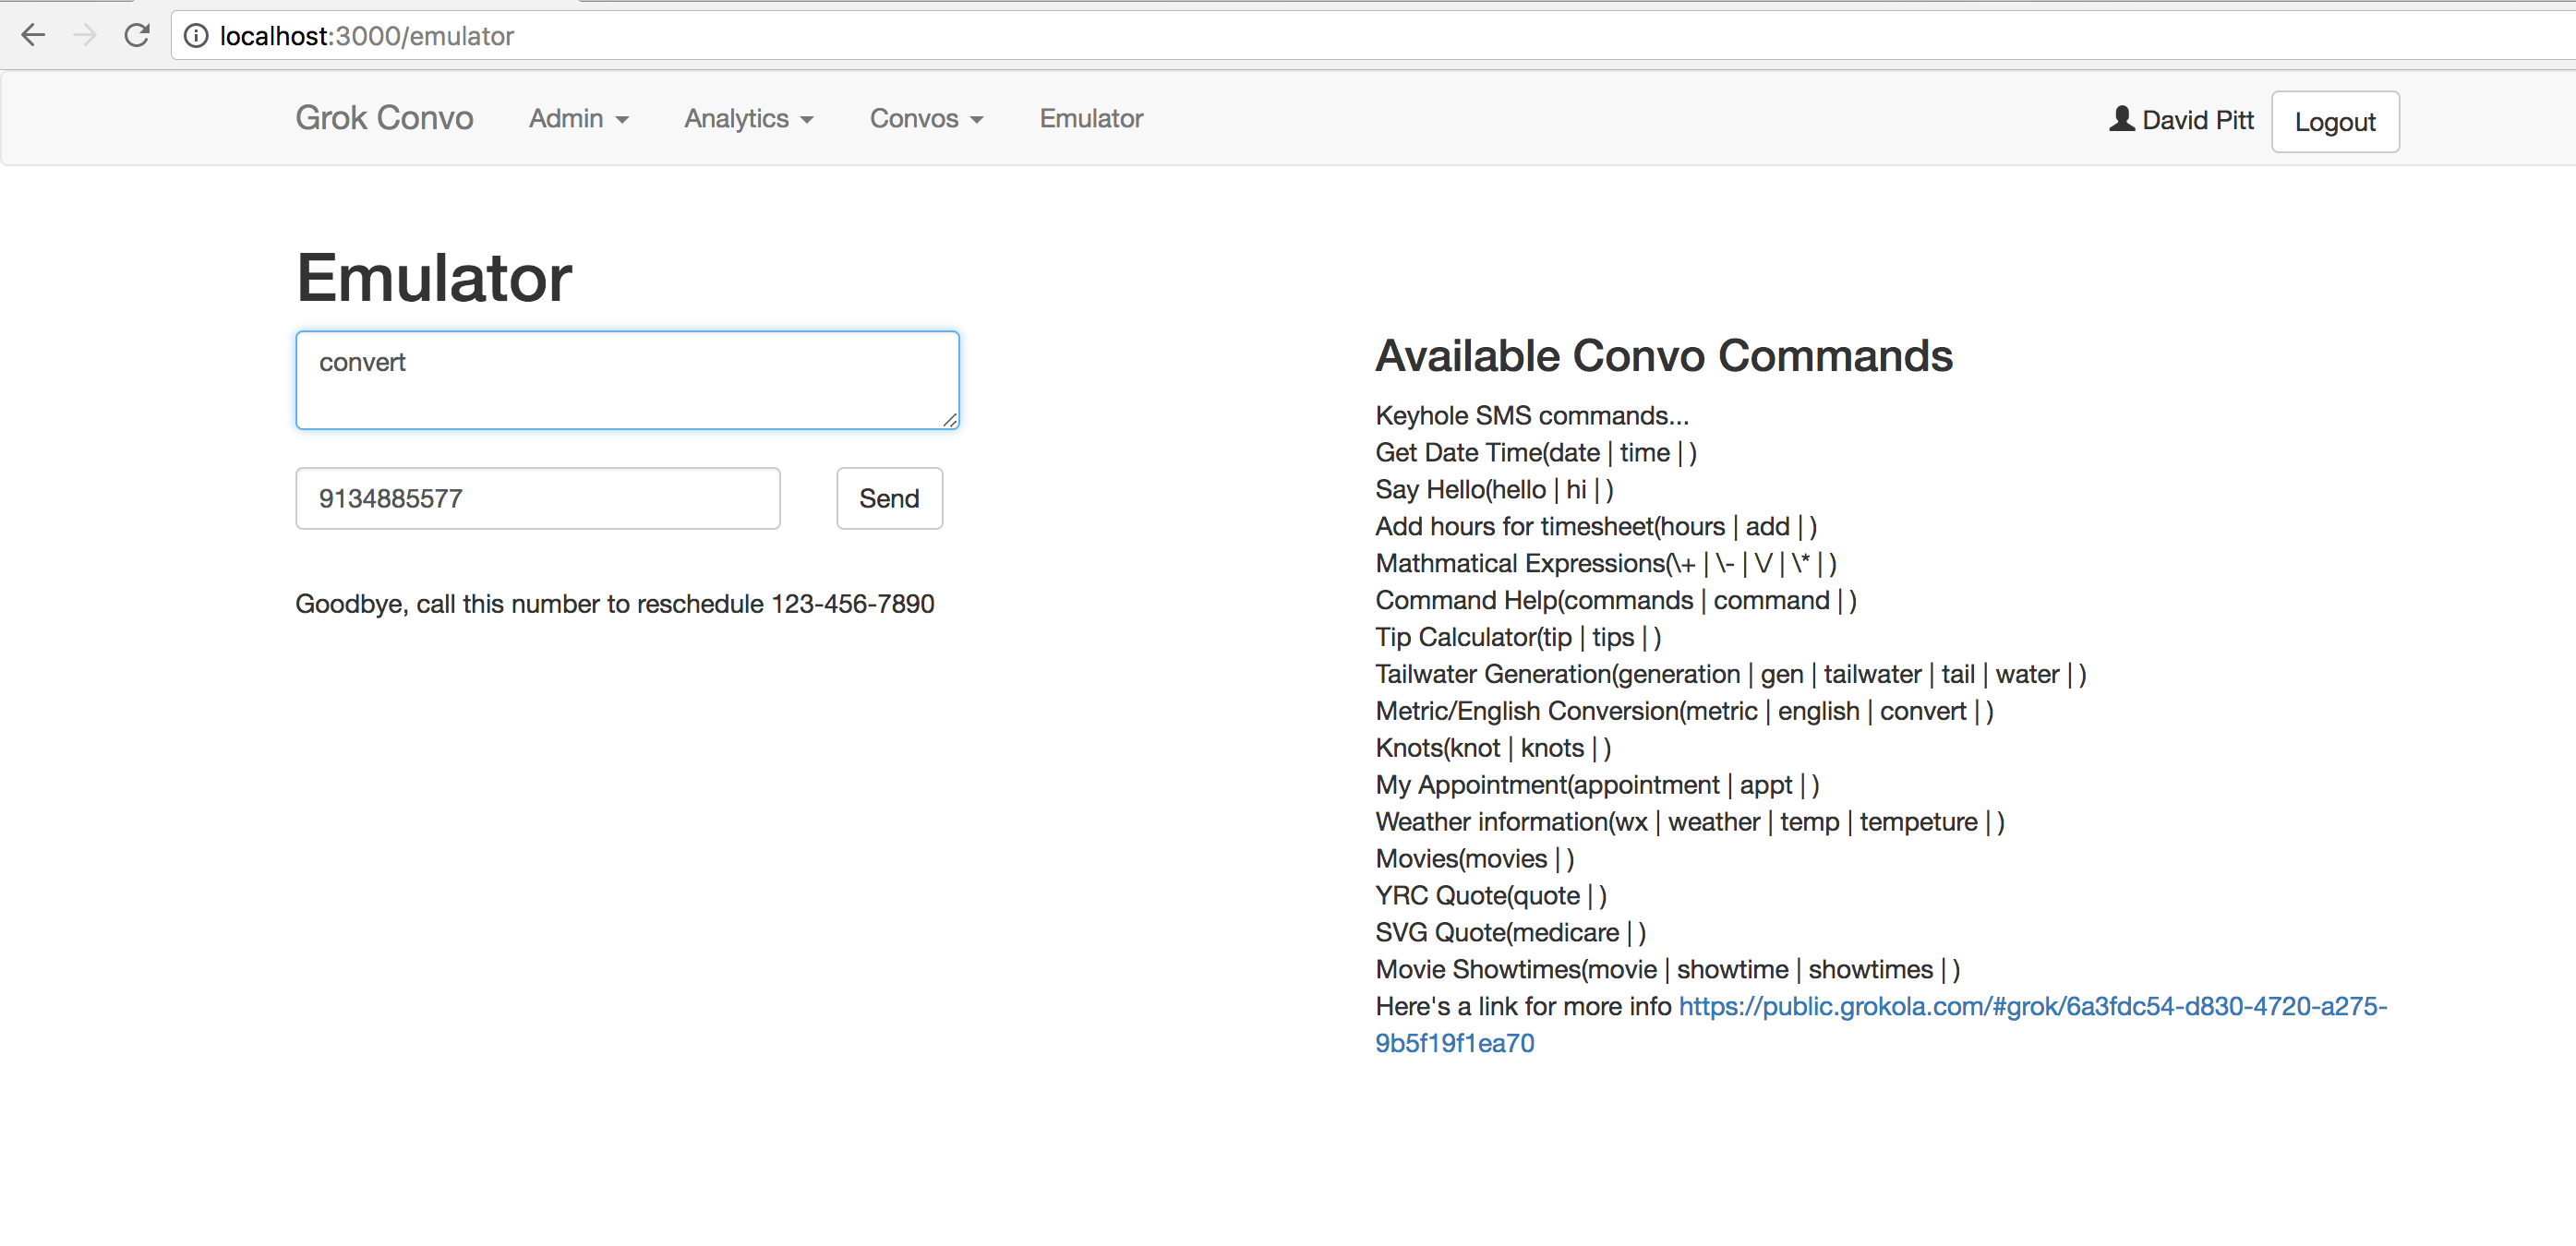 localhost:3000/emulator
Grok Convo Admin Analytics Convos Emulator David Pitt Logout
Emulator
convert
9134885577 Send
Goodbye, call this number to reschedule 123-456-7890
Available Convo Commands
Keyhole SMS commands...
Get Date Time(date | time | )
Say Hello(hello | hi | )
Add hours for timesheet(hours | add | )
Mathmatical Expressions(\+ | \- | \/ | \* | )
Command Help(commands | command | )
Tip Calculator(tip | tips | )
Tailwater Generation(generation | gen | tailwater | tail | water | )
Metric/English Conversion(metric | english | convert | )
Knots(knot | knots | )
My Appointment(appointment | appt | )
Weather information(wx | weather | temp | tempeture | )
Movies(movies | )
YRC Quote(quote | )
SVG Quote(medicare | )
Movie Showtimes(movie | showtime | showtimes | )
Here's a link for more info https://public.grokola.com/#grok/6a3fdc54-d830-4720-a275-
9b5f19f1ea70